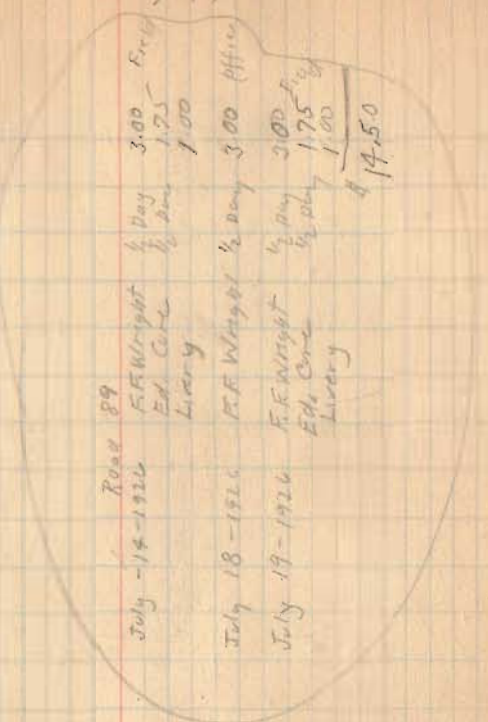 Road 89
July - 14 - 1926 F.F. Wright 1/2 Day 3.00
Ed. Cone 1/2 Day 1.75
Livery 1.00
July 18 - 1926 F.F. Wright 1/2 Day 3.00 Office
July 19 - 1926 F.F. Wright 1/2 Day 3.00
Ed. Cone 1/2 Day 1.75
Livery 1.00
$ 14.50